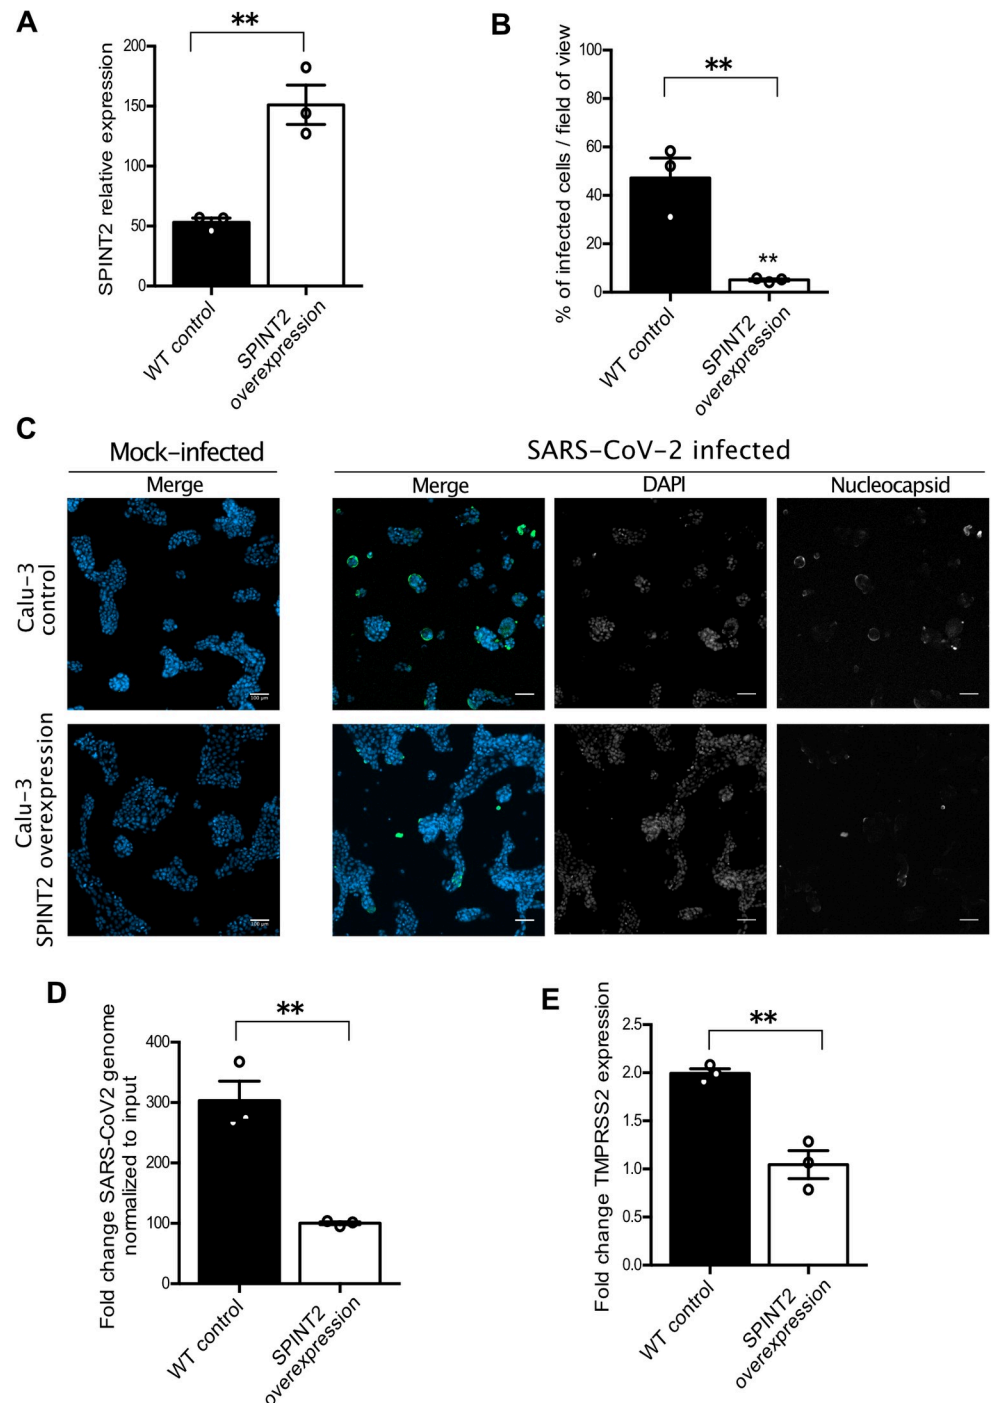 A
SPINT2 relative expression
200
150
100
50
0
**
WT control
SPINT2
overexpression
B
% of infected cells / field of view
100
80
60
40
20
0
**
**
WT control
SPINT2
overexpression
C
Mock-infected
SARS-CoV-2 infected
Merge
Merge
DAPI
Nucleocapsid
Calu-3
control
100 µm
Calu-3
SPINT2 overexpression
100 µm
D
Fold change SARS-CoV2 genome
normalized to input
400
300
200
100
0
**
WT control
SPINT2
overexpression
E
Fold change TMPRSS2 expression
2.5
2.0
1.5
1.0
0.5
0.0
**
WT control
SPINT2
overexpression